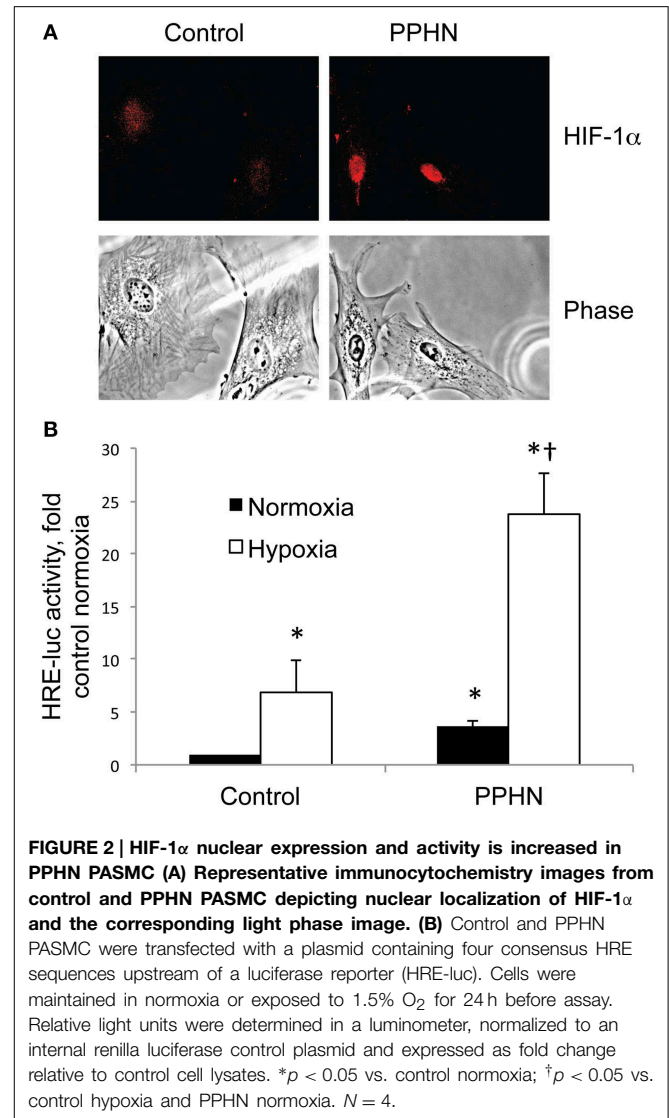 A
Control PPHN
HIF-1α
Phase
B
HRE-luc activity, fold
control normoxia
30
25
20
15
10
5
0
Normoxia
Hypoxia
*
*
*†
Control PPHN
FIGURE 2 | HIF-1α nuclear expression and activity is increased in
PPHN PASMC (A) Representative immunocytochemistry images from
control and PPHN PASMC depicting nuclear localization of HIF-1α
and the corresponding light phase image. (B) Control and PPHN
PASMC were transfected with a plasmid containing four consensus HRE
sequences upstream of a luciferase reporter (HRE-luc). Cells were
maintained in normoxia or exposed to 1.5% O₂ for 24 h before assay.
Relative light units were determined in a luminometer, normalized to an
internal renilla luciferase control plasmid and expressed as fold change
relative to control cell lysates. *p < 0.05 vs. control normoxia; †p < 0.05 vs.
control hypoxia and PPHN normoxia. N = 4.